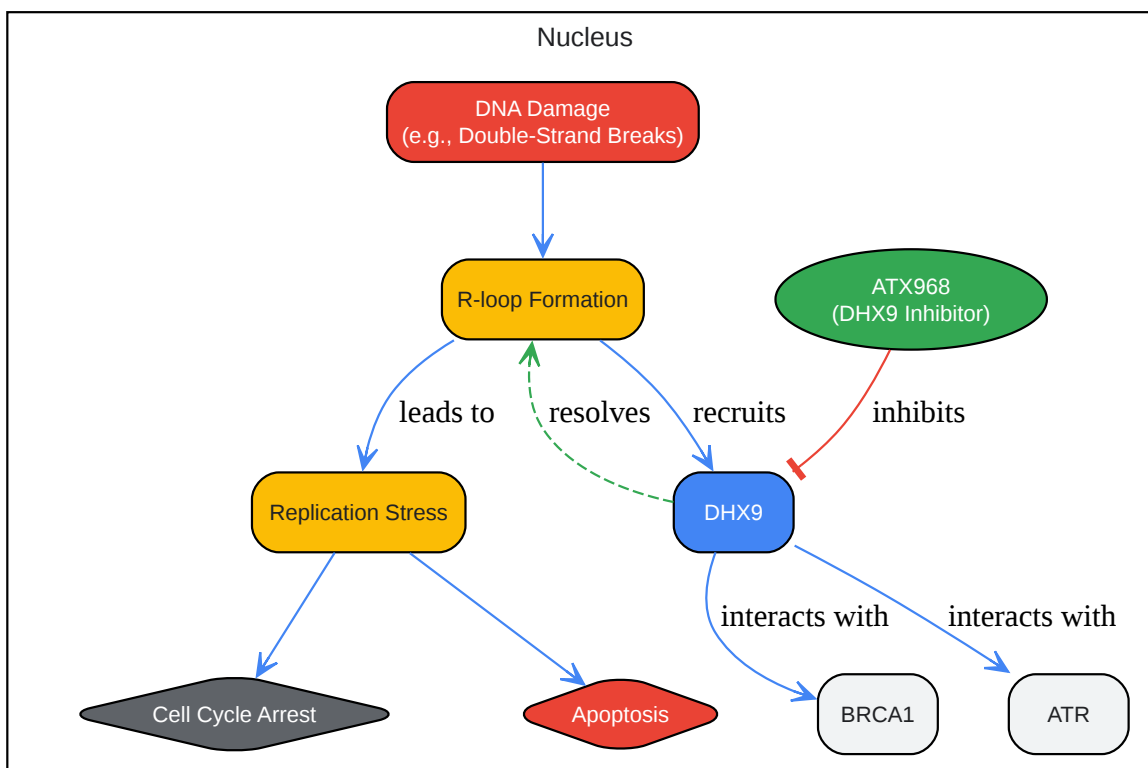 Nucleus
DNA Damage
(e.g., Double-Strand Breaks)
R-loop Formation
ATX968
(DHX9 Inhibitor)
leads to
resolves
recruits
inhibits
Replication Stress
DHX9
interacts with
interacts with
Cell Cycle Arrest
Apoptosis
BRCA1
ATR